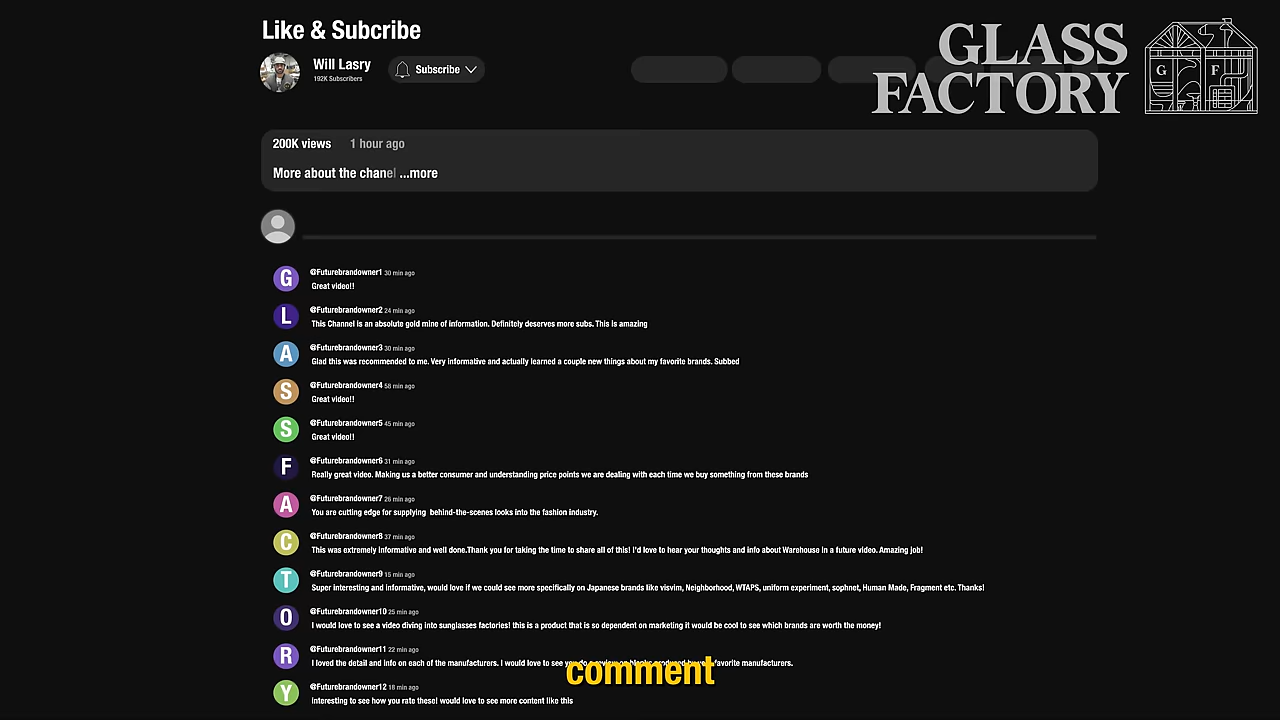 Like & Subcribe
GLASS
FACTORY
G F
Will Lasry
192K Subscribers
Subscribe
200K views 1 hour ago
More about the chanel ...more
G
@Futurebrandowner1 30 min ago
Great video!!
L
@Futurebrandowner2 24 min ago
This Channel is an absolute gold mine of information. Definitely deserves more subs. This is amazing
A
@Futurebrandowner3 30 min ago
Glad this was recommended to me. Very informative and actually learned a couple new things about my favorite brands. Subbed
S
@Futurebrandowner4 58 min ago
Great video!!
S
@Futurebrandowner5 45 min ago
Great video!!
F
@Futurebrandowner6 31 min ago
Really great video. Making us a better consumer and understanding price points we are dealing with each time we buy something from these brands
A
@Futurebrandowner7 26 min ago
You are cutting edge for supplying behind-the-scenes looks into the fashion industry.
C
@Futurebrandowner8 37 min ago
This was extremely informative and well done.Thank you for taking the time to share all of this! I'd love to hear your thoughts and info about Warehouse in a future video. Amazing job!
T
@Futurebrandowner9 15 min ago
Super interesting and informative, would love if we could see more specifically on Japanese brands like visvim, Neighborhood, WTAPS, uniform experiment, sophnet, Human Made, Fragment etc. Thanks!
O
@Futurebrandowner10 25 min ago
I would love to see a video diving into sunglasses factories! this is a product that is so dependent on marketing it would be cool to see which brands are worth the money!
R
@Futurebrandowner11 22 min ago
I loved the detail and info on each of the manufacturers. I would love to see you do a favorite manufacturers.
comment
Y
@Futurebrandowner12 18 min ago
Interesting to see how you rate these! would love to see more content like this